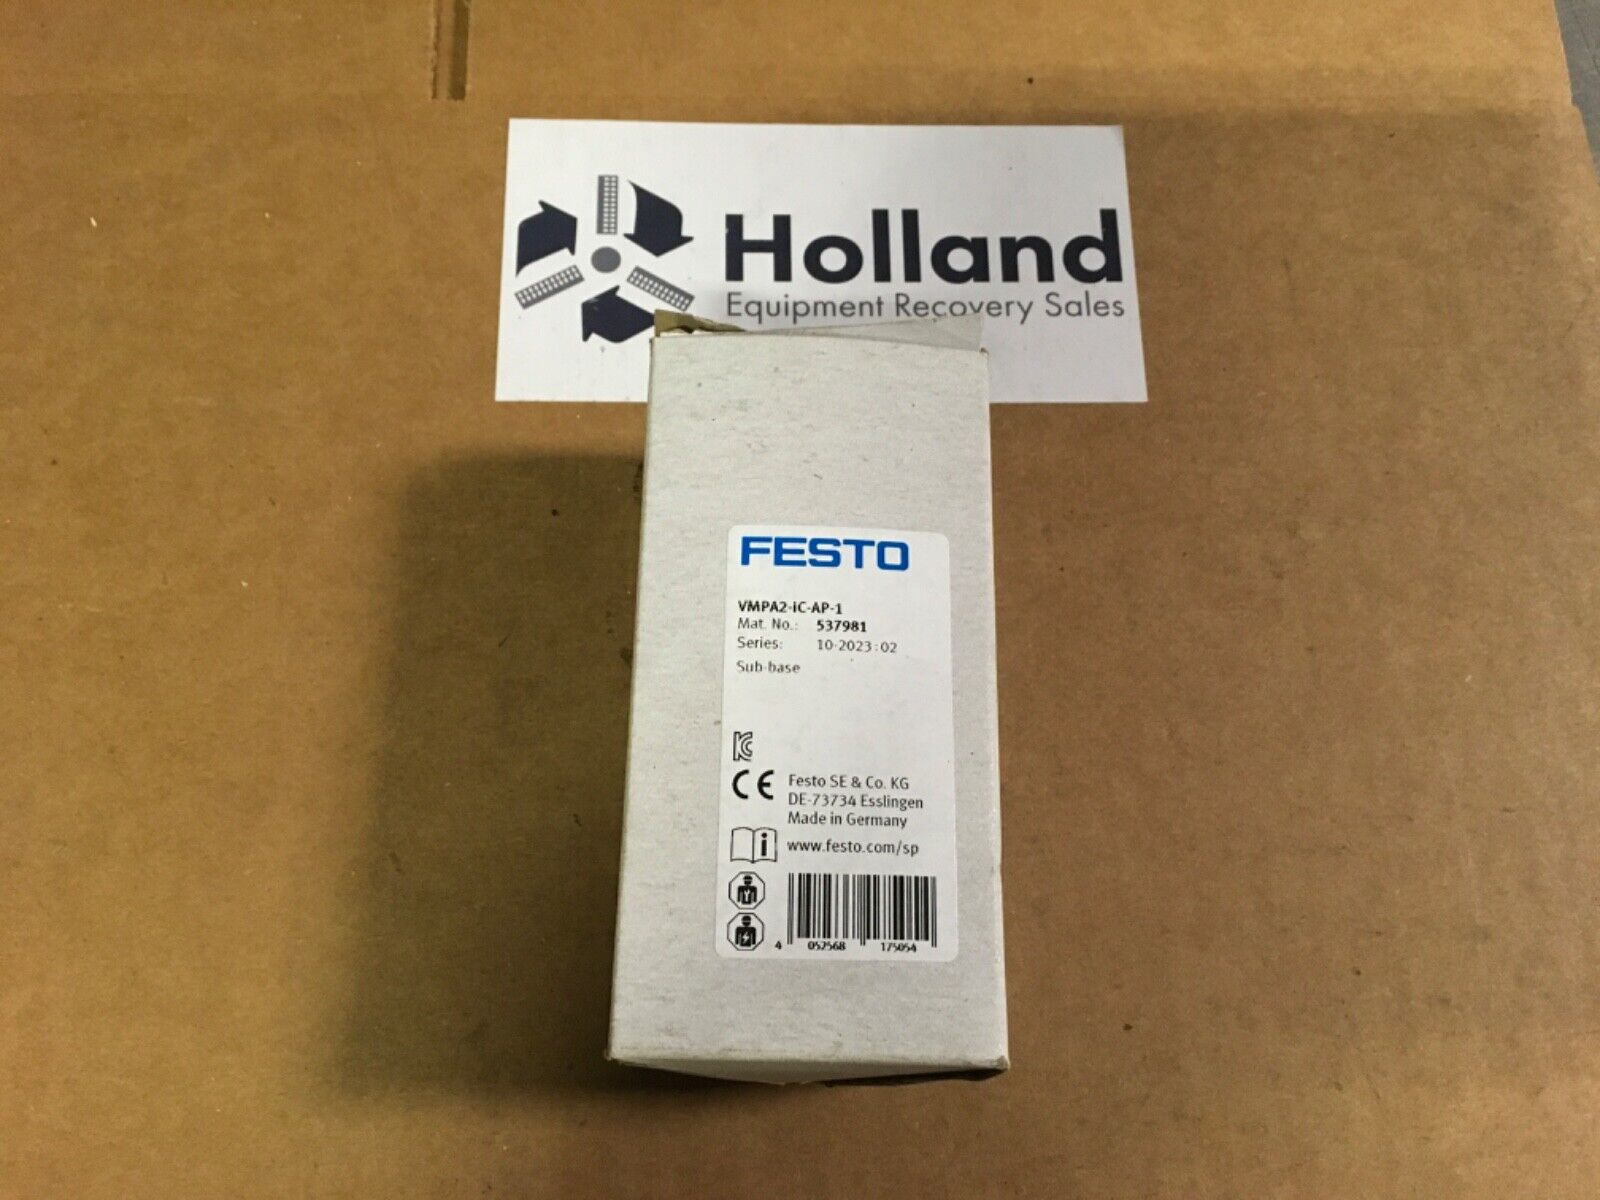 Holland
Equipment Recovery Sales
FESTO
VMPA2-IC-AP-1
Mat. No.: 537981
Series: 10-2023:02
Sub-base
CE
Festo SE & Co. KG
DE-73734 Esslingen
Made in Germany
i
www.festo.com/sp
4 052568 175054